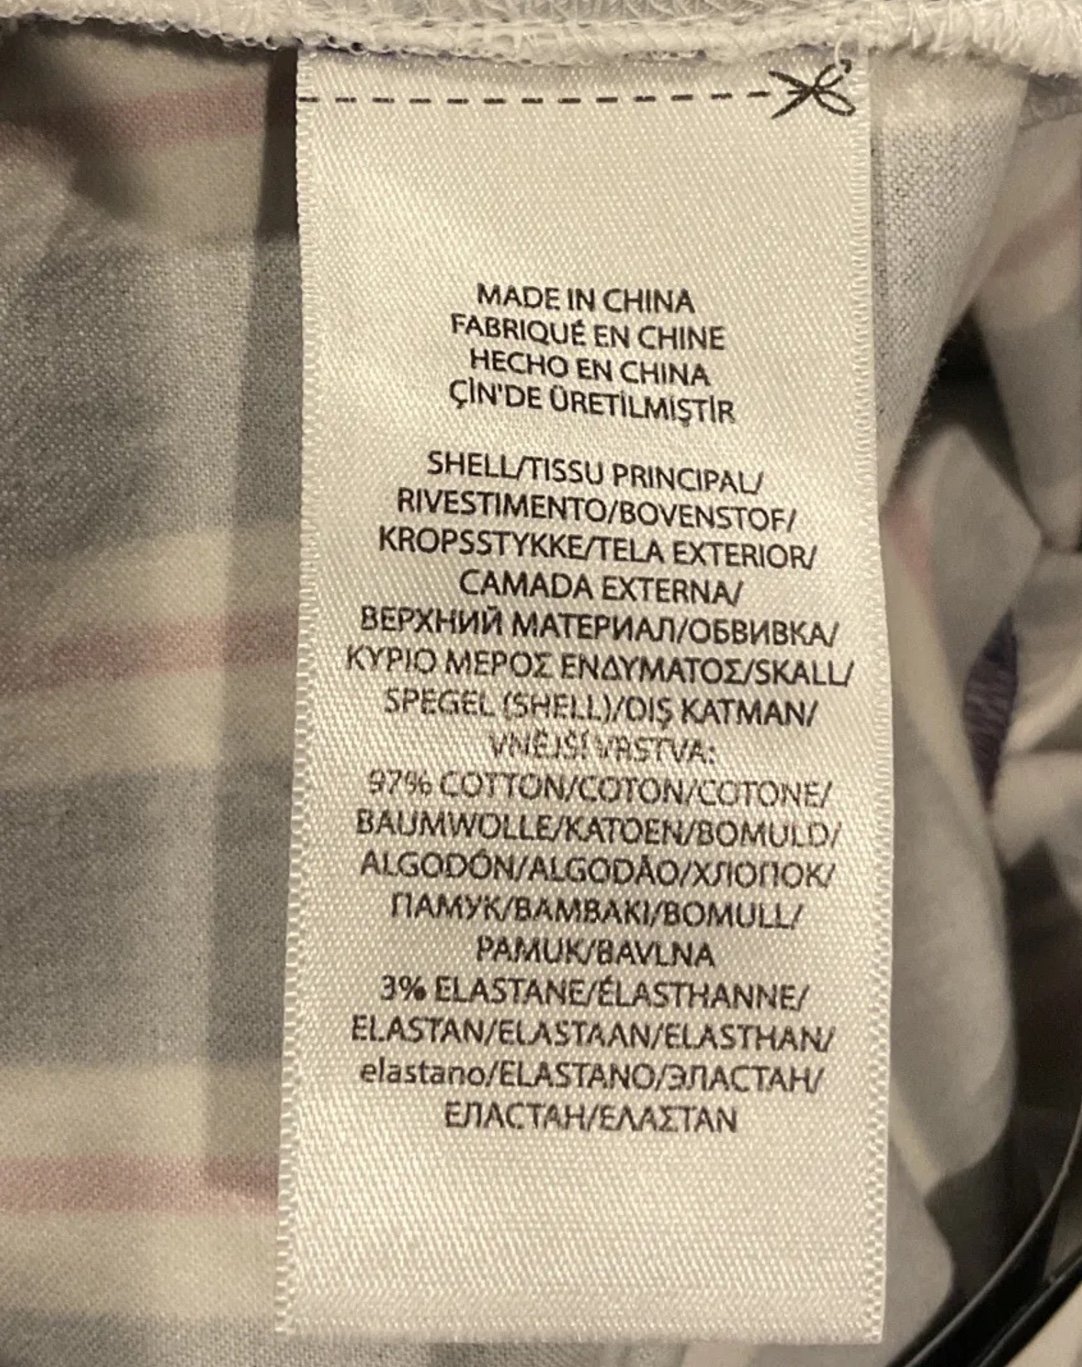 MADE IN CHINA
FABRIQUÉ EN CHINE
HECHO EN CHINA
ÇİN'DE ÜRETİLMİŞTİR
SHELL/TISSU PRINCIPAL/
RIVESTIMENTO/BOVENSTOF/
KROPSSTYKKE/TELA EXTERIOR/
CAMADA EXTERNA/
ВЕРХНИЙ МАТЕРИАЛ/ОБВИВКА/
ΚΥΡΙΟ ΜΕΡΟΣ ΕΝΔΥΜΑΤΟΣ/SKALL/
SPEGEL (SHELL)/DIŞ KATMAN/
VNĚJŠÍ VRSTVA:
97% COTTON/COTON/COTONE/
BAUMWOLLE/KATOEN/BOMULD/
ALGODÓN/ALGODÃO/ХЛОПОК/
ПАМУК/ΒΑΜΒΑΚΙ/BOMULL/
PAMUK/BAVLNA
3% ELASTANE/ÉLASTHANNE/
ELASTAN/ELASTAAN/ELASTHAN/
elastano/ELASTANO/ЭЛАСТАН/
ЕЛАСТАН/ΕΛΑΣΤΑΝ